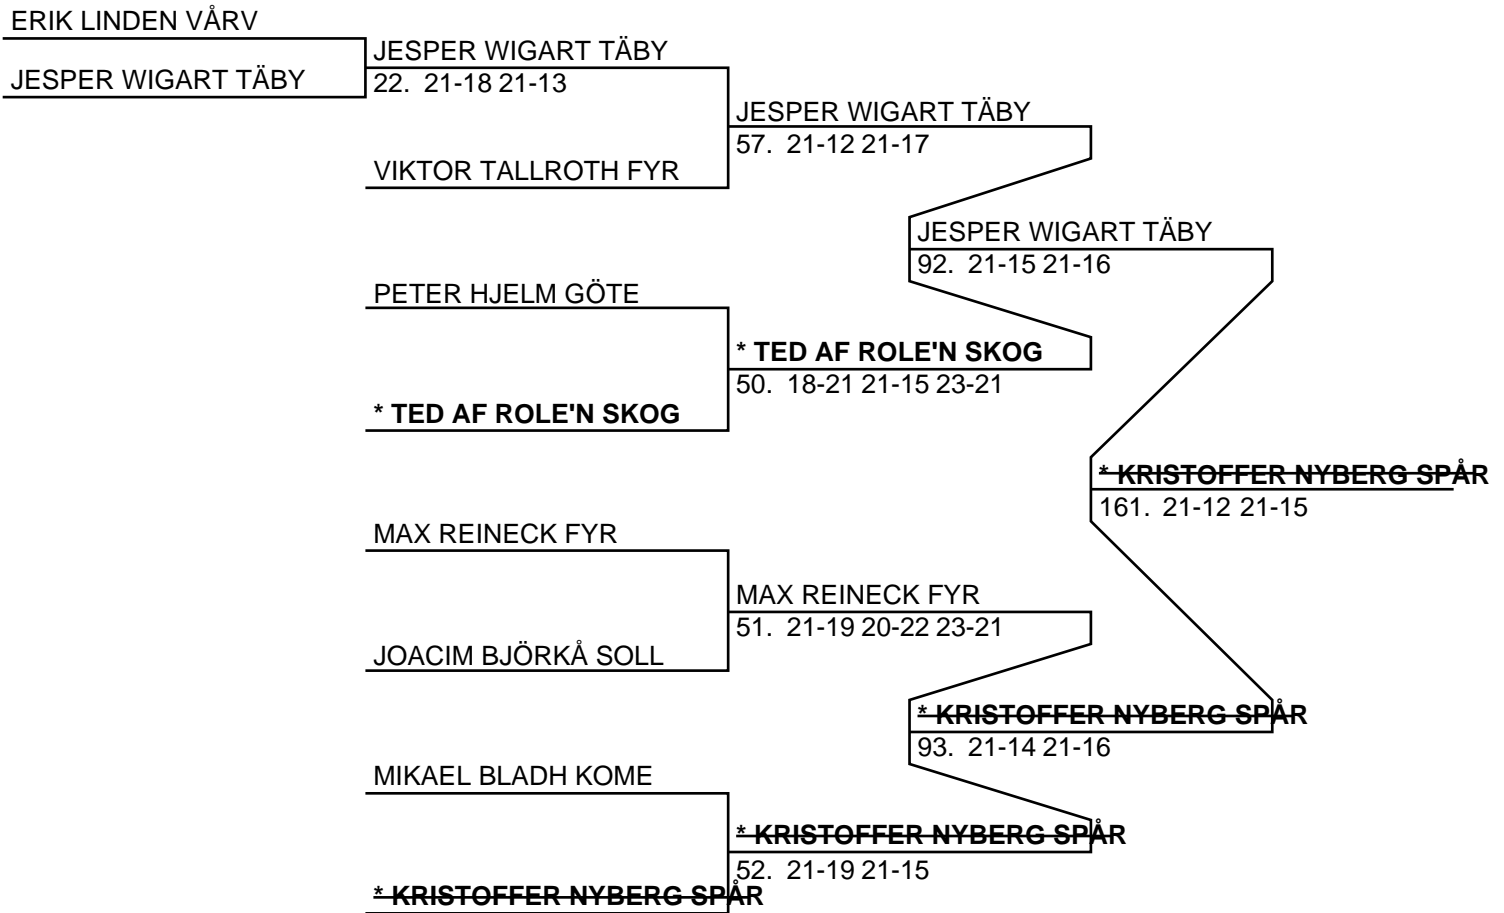 ERIK LINDEN VÅRV
JESPER WIGART TÄBY
JESPER WIGART TÄBY
22. 21-18 21-13
VIKTOR TALLROTH FYR
JESPER WIGART TÄBY
57. 21-12 21-17
PETER HJELM GÖTE
* TED AF ROLE'N SKOG
* TED AF ROLE'N SKOG
50. 18-21 21-15 23-21
JESPER WIGART TÄBY
92. 21-15 21-16
MAX REINECK FYR
JOACIM BJÖRKÅ SOLL
MAX REINECK FYR
51. 21-19 20-22 23-21
MIKAEL BLADH KOME
* KRISTOFFER NYBERG SPÅR
* KRISTOFFER NYBERG SPÅR
52. 21-19 21-15
* KRISTOFFER NYBERG SPÅR
93. 21-14 21-16
* KRISTOFFER NYBERG SPÅR
161. 21-12 21-15